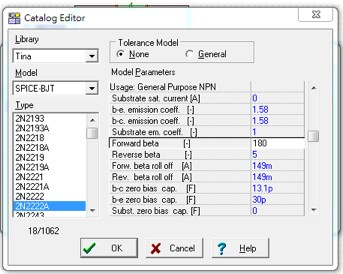 Catalog Editor
Library
Tina
Model
SPICE-BJT
Type
2N2193
2N2193A
2N2218
2N2218A
2N2219
2N2219A
2N2221
2N2221A
2N2222
2N2222A
2N2243
18/1062
Tolerance Model
None
General
Model Parameters
Usage: General Purpose NPN
Substrate sat. current [A] 0
b-e. emission coeff. [-] 1.58
b-c. emission coeff. [-] 1.58
Substrate em. coeff. [-] 1
Forward beta [-] 180
Reverse beta [-] 5
Forw. beta roll off [A] 149m
Rev. beta roll off [A] 149m
b-c zero bias cap. [F] 13.1p
b-e zero bias cap. [F] 30p
Subst. zero bias cap. [F] 0
OK
Cancel
? Help